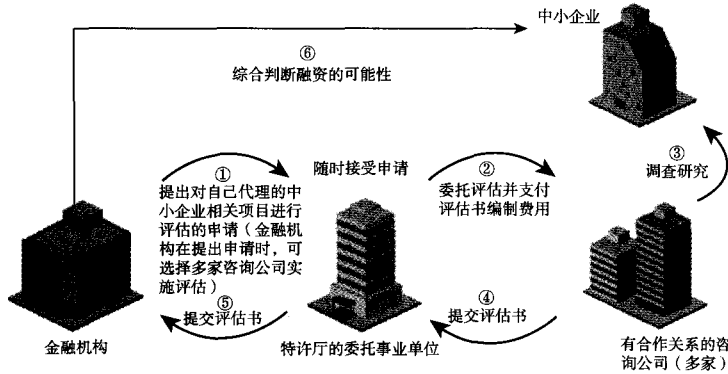 中小企业
⑥
综合判断融资的可能性
①
提出对自己代理的中
小企业相关项目进行
评估的申请（金融机
构在提出申请时，可
选择多家咨询公司实
施评估）
随时接受申请
②
委托评估并支付
评估书编制费用
③
调查研究
⑤
提交评估书
④
提交评估书
金融机构
特许厅的委托事业单位
有合作关系的咨
询公司（多家）